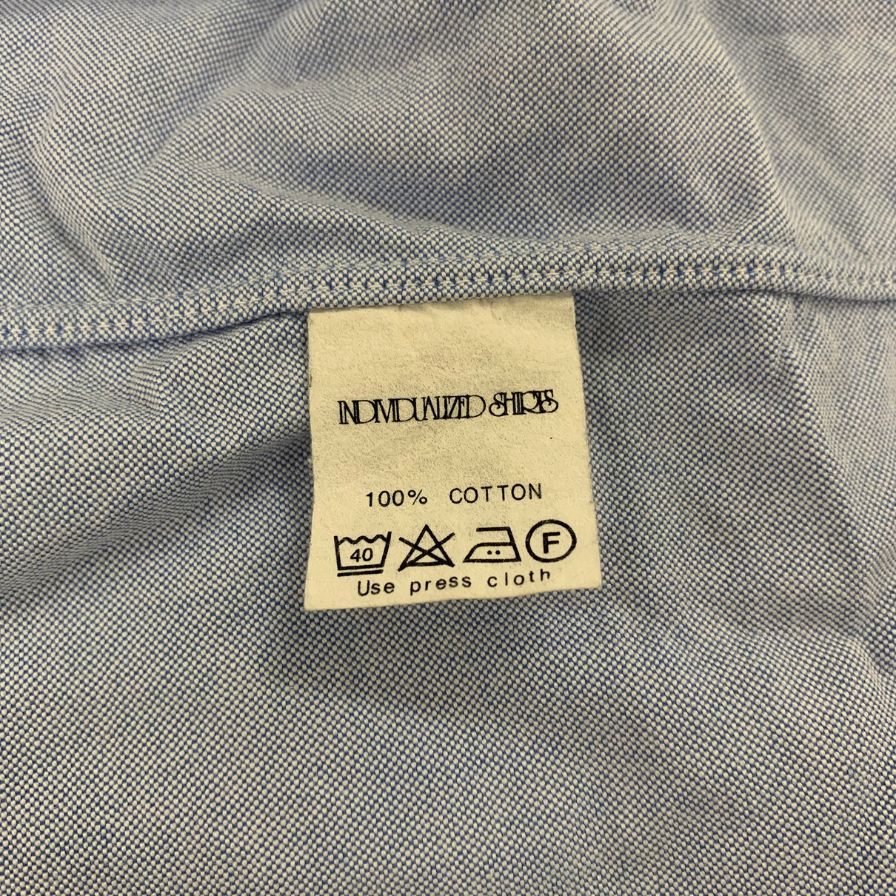 INDIVIDUALIZED SHIRTS
100% COTTON
40 F
Use press cloth